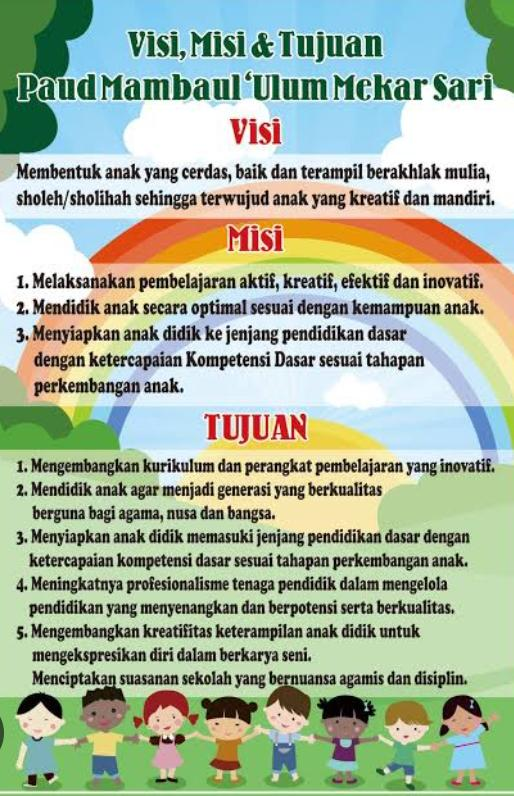 Visi, Misi & Tujuan
Paud Mambaul 'Ulum Mekar Sari
Visi
Membentuk anak yang cerdas, baik dan terampil berakhlak mulia,
sholeh/sholihah sehingga terwujud anak yang kreatif dan mandiri.
Misi
1. Melaksanakan pembelajaran aktif, kreatif, efektif dan inovatif.
2. Mendidik anak secara optimal sesuai dengan kemampuan anak.
3. Menyiapkan anak didik ke jenjang pendidikan dasar
dengan ketercapaian Kompetensi Dasar sesuai tahapan
perkembangan anak.
TUJUAN
1. Mengembangkan kurikulum dan perangkat pembelajaran yang inovatif.
2. Mendidik anak agar menjadi generasi yang berkualitas
berguna bagi agama, nusa dan bangsa.
3. Menyiapkan anak didik memasuki jenjang pendidikan dasar dengan
ketercapaian kompetensi dasar sesuai tahapan perkembangan anak.
4. Meningkatnya profesionalisme tenaga pendidik dalam mengelola
pendidikan yang menyenangkan dan berpotensi serta berkualitas.
5. Mengembangkan kreatifitas keterampilan anak didik untuk
mengekspresikan diri dalam berkarya seni.
Menciptakan suasanan sekolah yang bernuansa agamis dan disiplin.